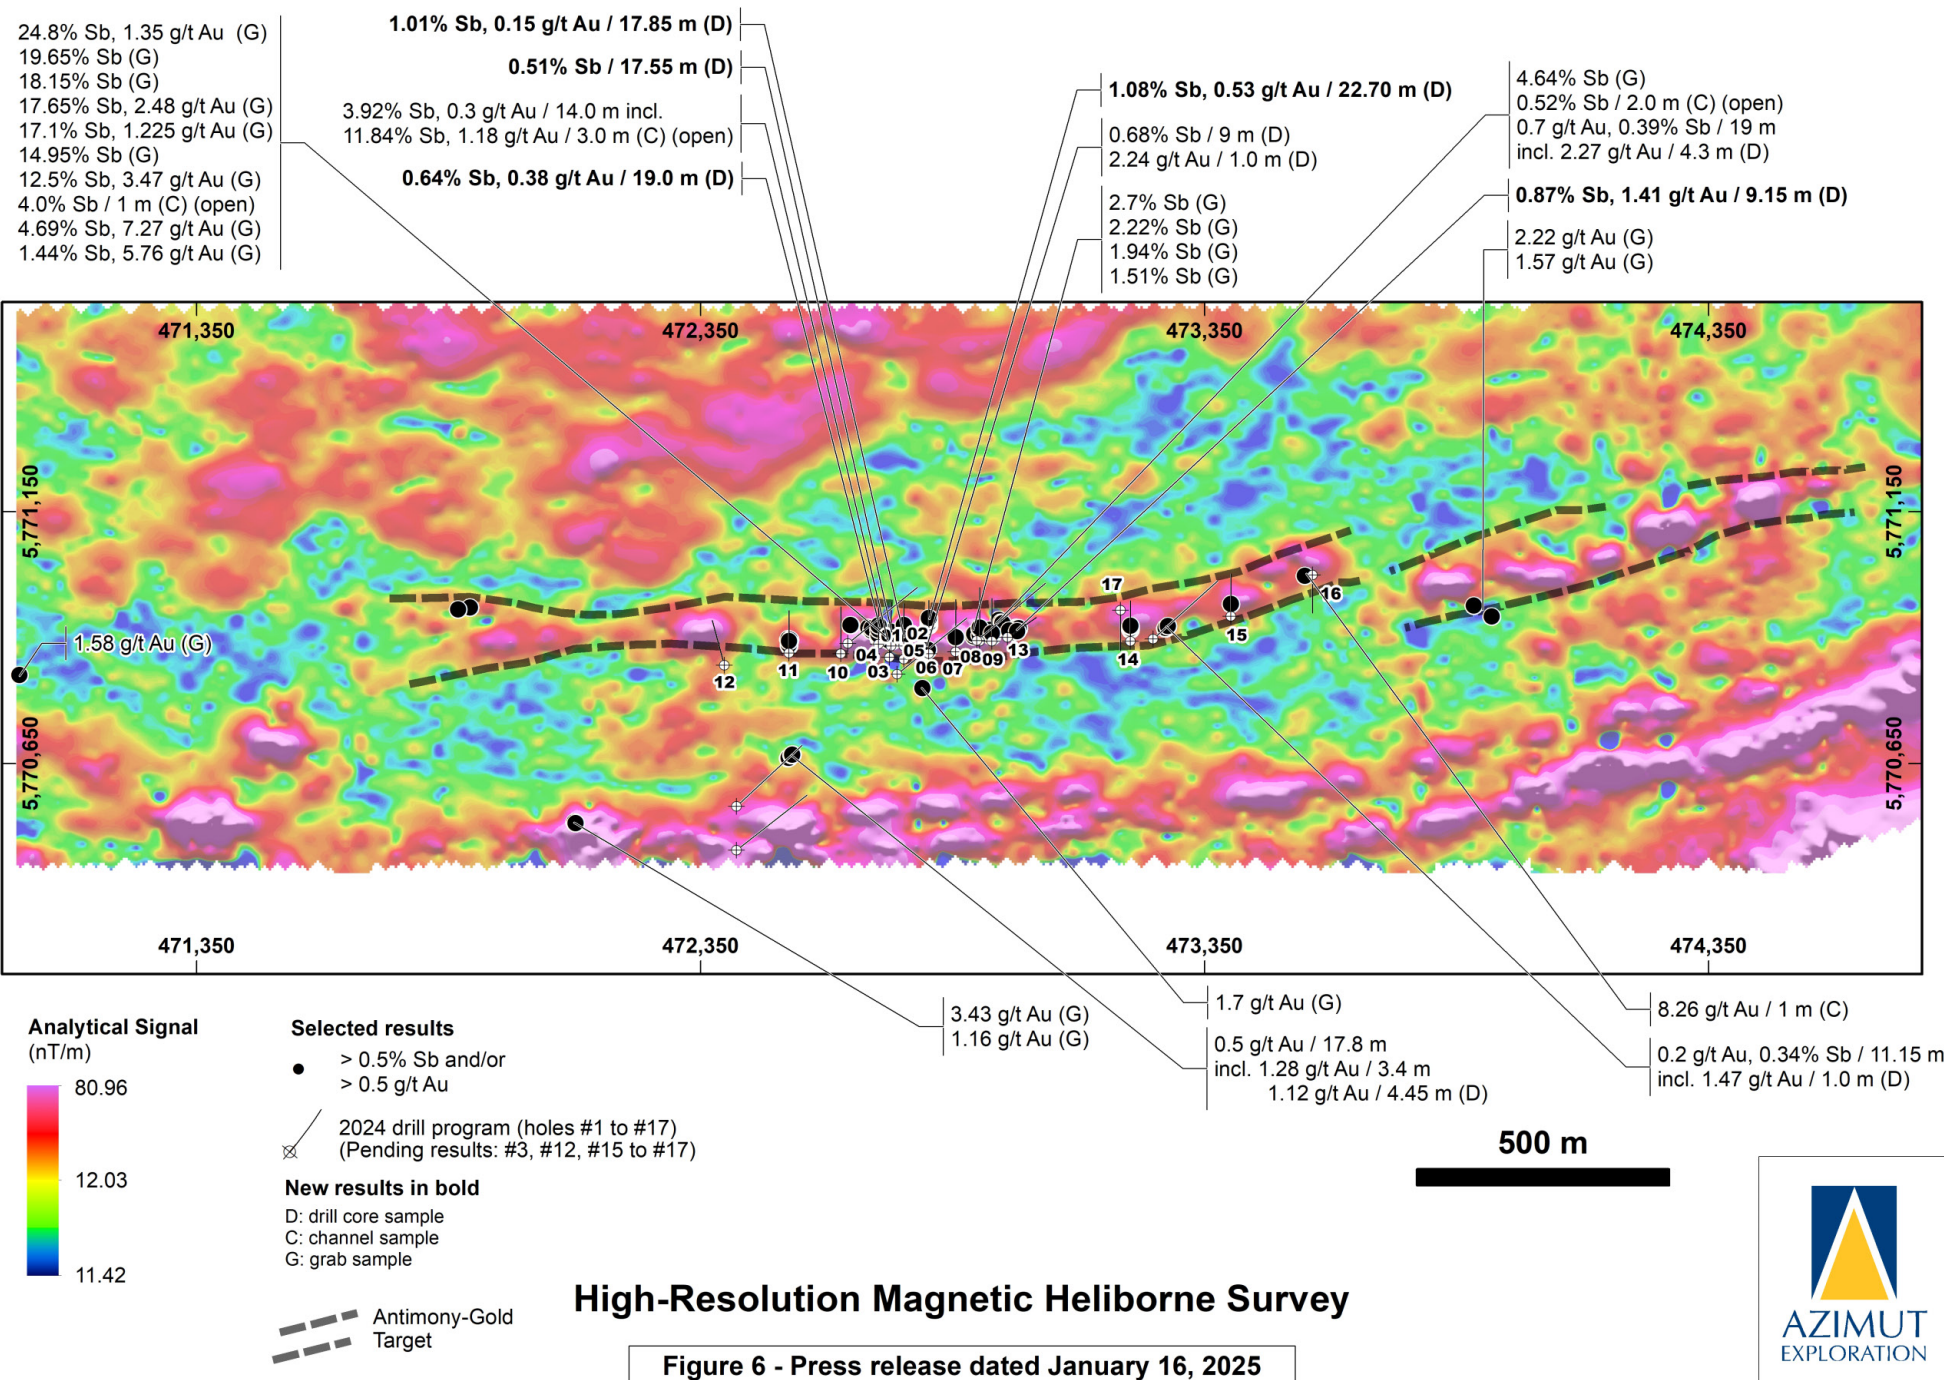 24.8% Sb, 1.35 g/t Au (G)
19.65% Sb (G)
18.15% Sb (G)
17.65% Sb, 2.48 g/t Au (G)
17.1% Sb, 1.225 g/t Au (G)
14.95% Sb (G)
12.5% Sb, 3.47 g/t Au (G)
4.0% Sb / 1 m (C) (open)
4.69% Sb, 7.27 g/t Au (G)
1.44% Sb, 5.76 g/t Au (G)
1.01% Sb, 0.15 g/t Au / 17.85 m (D)
0.51% Sb / 17.55 m (D)
3.92% Sb, 0.3 g/t Au / 14.0 m incl.
11.84% Sb, 1.18 g/t Au / 3.0 m (C) (open)
0.64% Sb, 0.38 g/t Au / 19.0 m (D)
1.08% Sb, 0.53 g/t Au / 22.70 m (D)
0.68% Sb / 9 m (D)
2.24 g/t Au / 1.0 m (D)
2.7% Sb (G)
2.22% Sb (G)
1.94% Sb (G)
1.51% Sb (G)
4.64% Sb (G)
0.52% Sb / 2.0 m (C) (open)
0.7 g/t Au, 0.39% Sb / 19 m
incl. 2.27 g/t Au / 4.3 m (D)
0.87% Sb, 1.41 g/t Au / 9.15 m (D)
2.22 g/t Au (G)
1.57 g/t Au (G)
471,350
472,350
473,350
474,350
5,771,150
5,771,150
1.58 g/t Au (G)
17
16
15
14
13
12
11
10
04
03
02
05
06
07
08
09
5,770,650
5,770,650
471,350
472,350
473,350
474,350
3.43 g/t Au (G)
1.16 g/t Au (G)
1.7 g/t Au (G)
0.5 g/t Au / 17.8 m
incl. 1.28 g/t Au / 3.4 m
1.12 g/t Au / 4.45 m (D)
8.26 g/t Au / 1 m (C)
0.2 g/t Au, 0.34% Sb / 11.15 m
incl. 1.47 g/t Au / 1.0 m (D)
Analytical Signal
(nT/m)
80.96
12.03
11.42
Selected results
> 0.5% Sb and/or
> 0.5 g/t Au
2024 drill program (holes #1 to #17)
(Pending results: #3, #12, #15 to #17)
New results in bold
D: drill core sample
C: channel sample
G: grab sample
Antimony-Gold
Target
500 m
High-Resolution Magnetic Heliborne Survey
Figure 6 - Press release dated January 16, 2025
AZIMUT
EXPLORATION